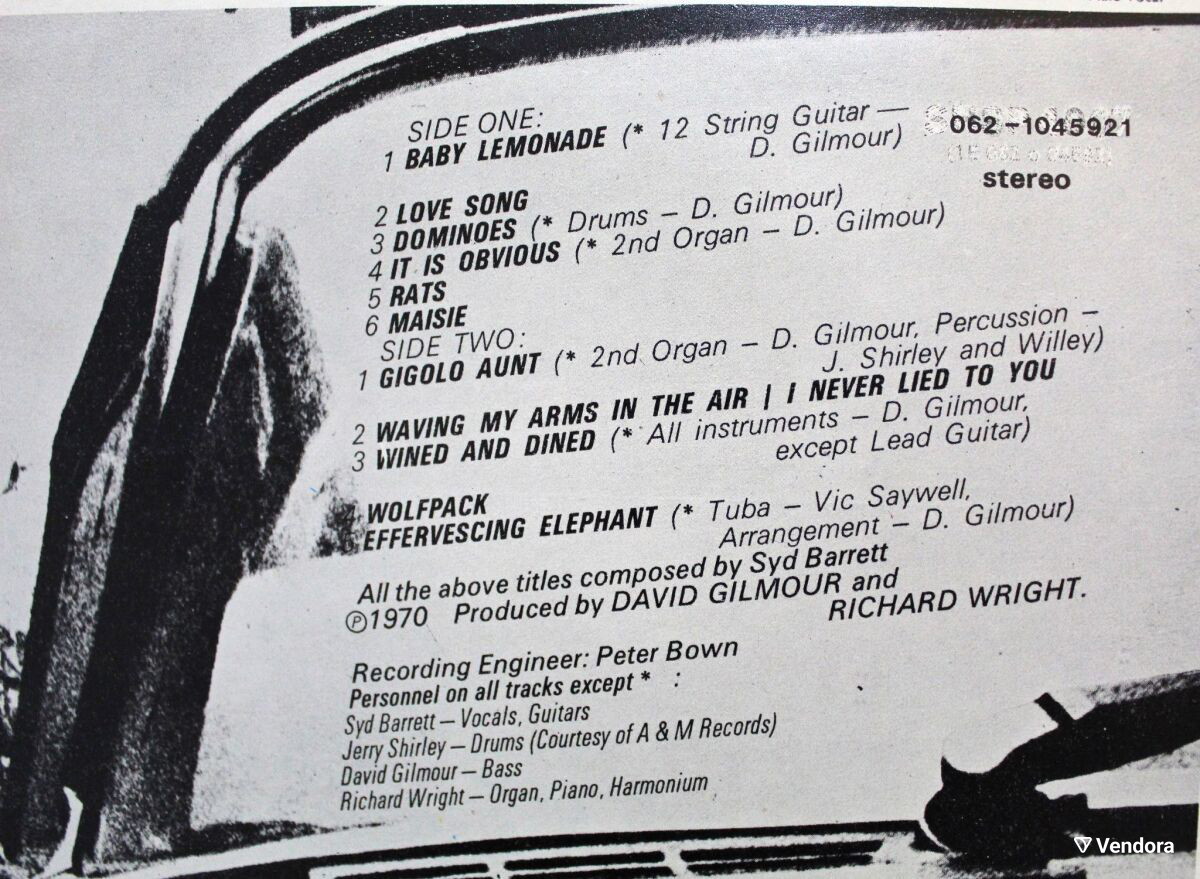 SIDE ONE:
1 BABY LEMONADE (* 12 String Guitar —
D. Gilmour)
062 – 1045921
stereo
2 LOVE SONG
3 DOMINOES (* Drums – D. Gilmour)
4 IT IS OBVIOUS (* 2nd Organ – D. Gilmour)
5 RATS
6 MAISIE
SIDE TWO:
1 GIGOLO AUNT (* 2nd Organ – D. Gilmour, Percussion –
J. Shirley and Willey)
2 WAVING MY ARMS IN THE AIR | I NEVER LIED TO YOU
3 WINED AND DINED (* All instruments – D. Gilmour,
except Lead Guitar)
WOLFPACK
EFFERVESCING ELEPHANT (* Tuba – Vic Saywell,
Arrangement – D. Gilmour)
All the above titles composed by Syd Barrett
℗1970 Produced by DAVID GILMOUR and
RICHARD WRIGHT.
Recording Engineer: Peter Bown
Personnel on all tracks except * :
Syd Barrett – Vocals, Guitars
Jerry Shirley – Drums (Courtesy of A & M Records)
David Gilmour – Bass
Richard Wright – Organ, Piano, Harmonium
Vendora